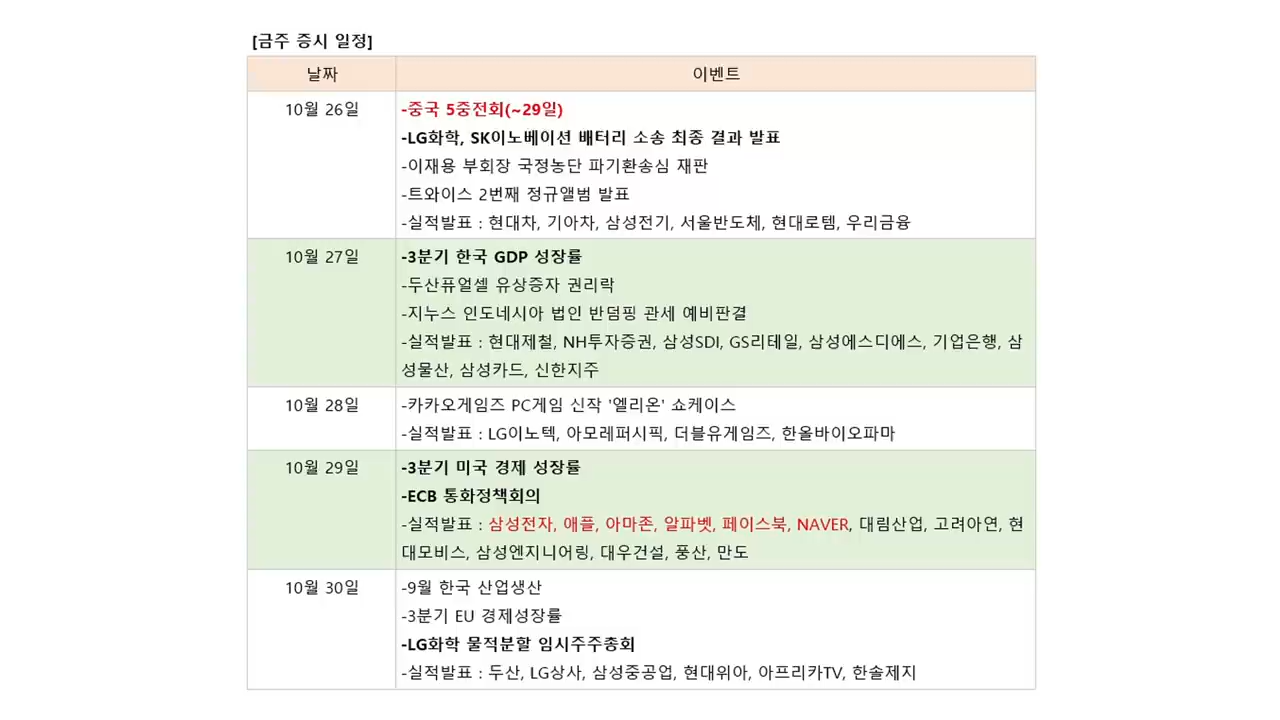 [금주 증시 일정]
날짜 이벤트
10월 26일 -중국 5중전회(~29일)
-LG화학, SK이노베이션 배터리 소송 최종 결과 발표
-이재용 부회장 국정농단 파기환송심 재판
-트와이스 2번째 정규앨범 발표
-실적발표 : 현대차, 기아차, 삼성전기, 서울반도체, 현대로템, 우리금융
10월 27일 -3분기 한국 GDP 성장률
-두산퓨얼셀 유상증자 권리락
-지누스 인도네시아 법인 반덤핑 관세 예비판결
-실적발표 : 현대제철, NH투자증권, 삼성SDI, GS리테일, 삼성에스디에스, 기업은행, 삼
성물산, 삼성카드, 신한지주
10월 28일 -카카오게임즈 PC게임 신작 '엘리온' 쇼케이스
-실적발표 : LG이노텍, 아모레퍼시픽, 더블유게임즈, 한올바이오파마
10월 29일 -3분기 미국 경제 성장률
-ECB 통화정책회의
-실적발표 : 삼성전자, 애플, 아마존, 알파벳, 페이스북, NAVER, 대림산업, 고려아연, 현
대모비스, 삼성엔지니어링, 대우건설, 풍산, 만도
10월 30일 -9월 한국 산업생산
-3분기 EU 경제성장률
-LG화학 물적분할 임시주주총회
-실적발표 : 두산, LG상사, 삼성중공업, 현대위아, 아프리카TV, 한솔제지